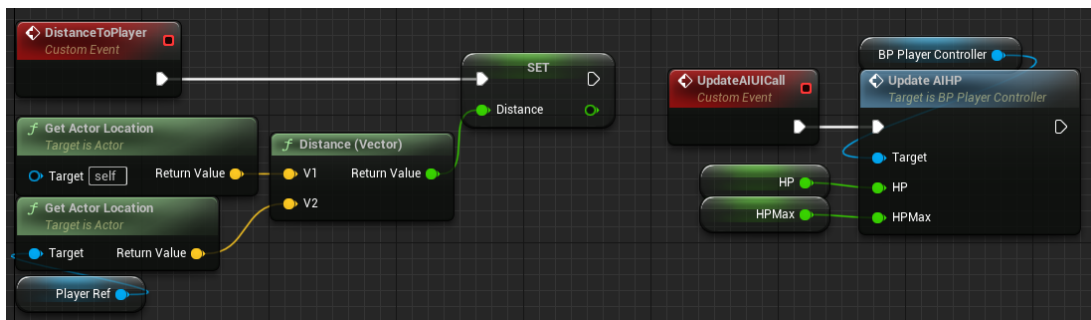 DistanceToPlayer
Custom Event
SET
Distance
f Get Actor Location
Target is Actor
Target self Return Value
f Distance (Vector)
V1 Return Value
V2
f Get Actor Location
Target is Actor
Target Return Value
Player Ref
BP Player Controller
UpdateAIUICall
Custom Event
Update AIHP
Target is BP Player Controller
Target
HP
HP
HPMax
HPMax